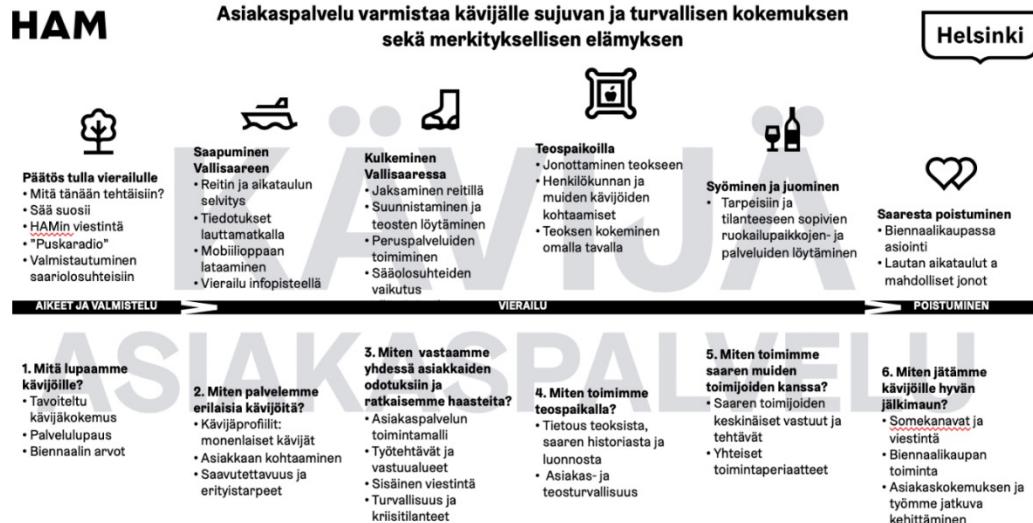 HAM
Asiakaspalvelu varmistaa kävijälle sujuvan ja turvallisen kokemuksen
sekä merkityksellisen elämyksen
Helsinki
KÄVIJÄ
Päätös tulla vierailulle
• Mitä tänään tehtäisiin?
• Sää suosii
• HAMin viestintä
• "Puskaradio"
• Valmistautuminen
saariolosuhteisiin
Saapuminen
Vallisaareen
• Reitin ja aikataulun
selvitys
• Tiedotukset
lauttamatkalla
• Mobiilioppaan
lataaminen
• Vierailu infopisteellä
Kulkeminen
Vallisaaressa
• Jaksaminen reitillä
• Suunnistaminen ja
teosten löytäminen
• Peruspalveluiden
toimiminen
• Sääolosuhteiden
vaikutus
Teospaikoilla
• Jonottaminen teokseen
• Henkilökunnan ja
muiden kävijöiden
kohtaamiset
• Teoksen kokeminen
omalla tavalla
Syöminen ja juominen
• Tarpeisiin ja
tilanteeseen sopivien
ruokailupaikkojen- ja
palveluiden löytäminen
Saaresta poistuminen
• Biennaalikaupassa
asiointi
• Lautan aikataulut a
mahdolliset jonot
AIKEET JA VALMISTELU
VIERAILU
POISTUMINEN
ASIAKASPALVELU
1. Mitä lupaamme
kävijöille?
• Tavoiteltu
kävijäkokemus
• Palvelulupaus
• Biennaalin arvot
2. Miten palvelemme
erilaisia kävijöitä?
• Kävijäprofiilit:
monenlaiset kävijät
• Asiakkaan kohtaaminen
• Saavutettavuus ja
erityistarpeet
3. Miten vastaamme
yhdessä asiakkaiden
odotuksiin ja
ratkaisemme haasteita?
• Asiakaspalvelun
toimintamalli
• Työtehtävät ja
vastuualueet
• Sisäinen viestintä
• Turvallisuus ja
kriisitilanteet
4. Miten toimimme
teospaikalla?
• Tietous teoksista,
saaren historiasta ja
luonnosta
• Asiakas- ja
teosturvallisuus
5. Miten toimimme
saaren muiden
toimijoiden kanssa?
• Saaren toimijoiden
keskinäiset vastuut ja
tehtävät
• Yhteiset
toimintaperiaatteet
6. Miten jätämme
kävijöille hyvän
jälkimaun?
• Somekanavat ja
viestintä
• Biennaalikaupan
toiminta
• Asiakaskokemuksen ja
työmme jatkuva
kehittäminen